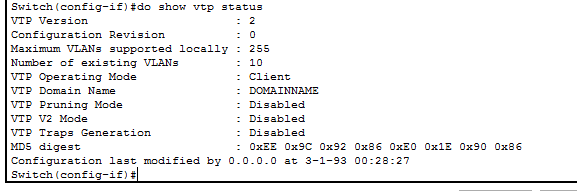 Switch(config-if)#do show vtp status
VTP Version                     : 2
Configuration Revision          : 0
Maximum VLANs supported locally : 255
Number of existing VLANs        : 10
VTP Operating Mode              : Client
VTP Domain Name                 : DOMAINNAME
VTP Pruning Mode                : Disabled
VTP V2 Mode                     : Disabled
VTP Traps Generation            : Disabled
MD5 digest                      : 0xEE 0x9C 0x92 0x86 0xE0 0x1E 0x90 0x86
Configuration last modified by 0.0.0.0 at 3-1-93 00:28:27
Switch(config-if)#